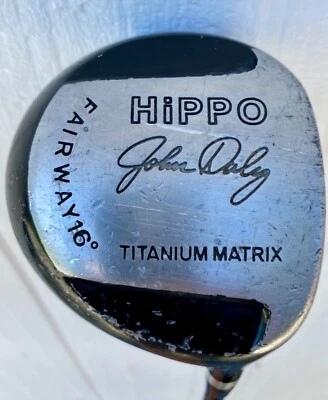 HiPPO
John Daly
TITANIUM MATRIX
FAIRWAY 16°